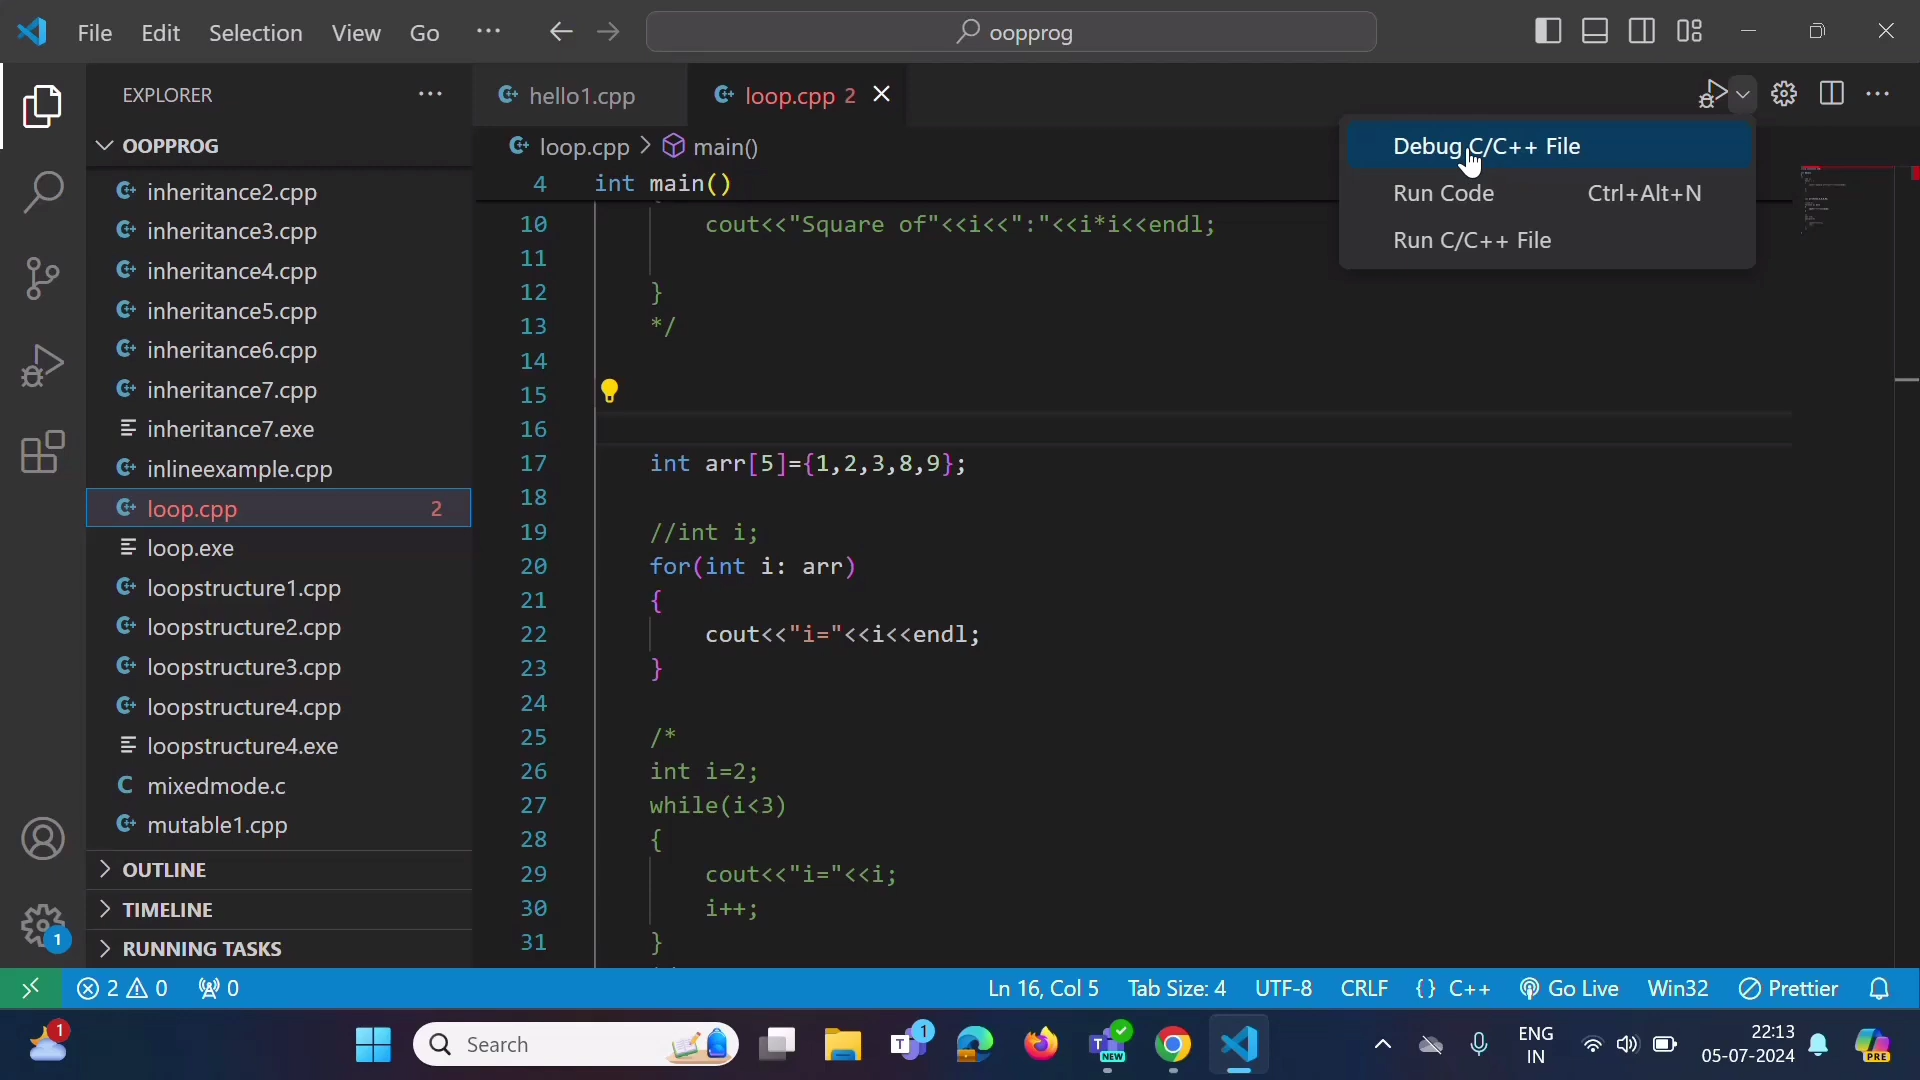 File Edit Selection View Go ··· oopprog
EXPLORER ···
hello1.cpp
loop.cpp 2
OOPPROG
loop.cpp > main()
Debug C/C++ File
Run Code Ctrl+Alt+N
Run C/C++ File
inheritance2.cpp
inheritance3.cpp
inheritance4.cpp
inheritance5.cpp
inheritance6.cpp
inheritance7.cpp
inheritance7.exe
inlineexample.cpp
loop.cpp 2
loop.exe
loopstructure1.cpp
loopstructure2.cpp
loopstructure3.cpp
loopstructure4.cpp
loopstructure4.exe
C mixedmode.c
mutable1.cpp
OUTLINE
TIMELINE
RUNNING TASKS
1
4 int main()
10 cout<<"Square of"<<i<<":"<<i*i<<endl;
11
12 }
13 */
14
15
16
17 int arr[5]={1,2,3,8,9};
18
19 //int i;
20 for(int i: arr)
21 {
22 cout<<"i="<<i<<endl;
23 }
24
25 /*
26 int i=2;
27 while(i<3)
28 {
29 cout<<"i="<<i;
30 i++;
31 }
2 0 0 Ln 16, Col 5 Tab Size: 4 UTF-8 CRLF {} C++ Go Live Win32 Prettier
1 Search 1 NEW ENG IN 22:13 05-07-2024 PRE